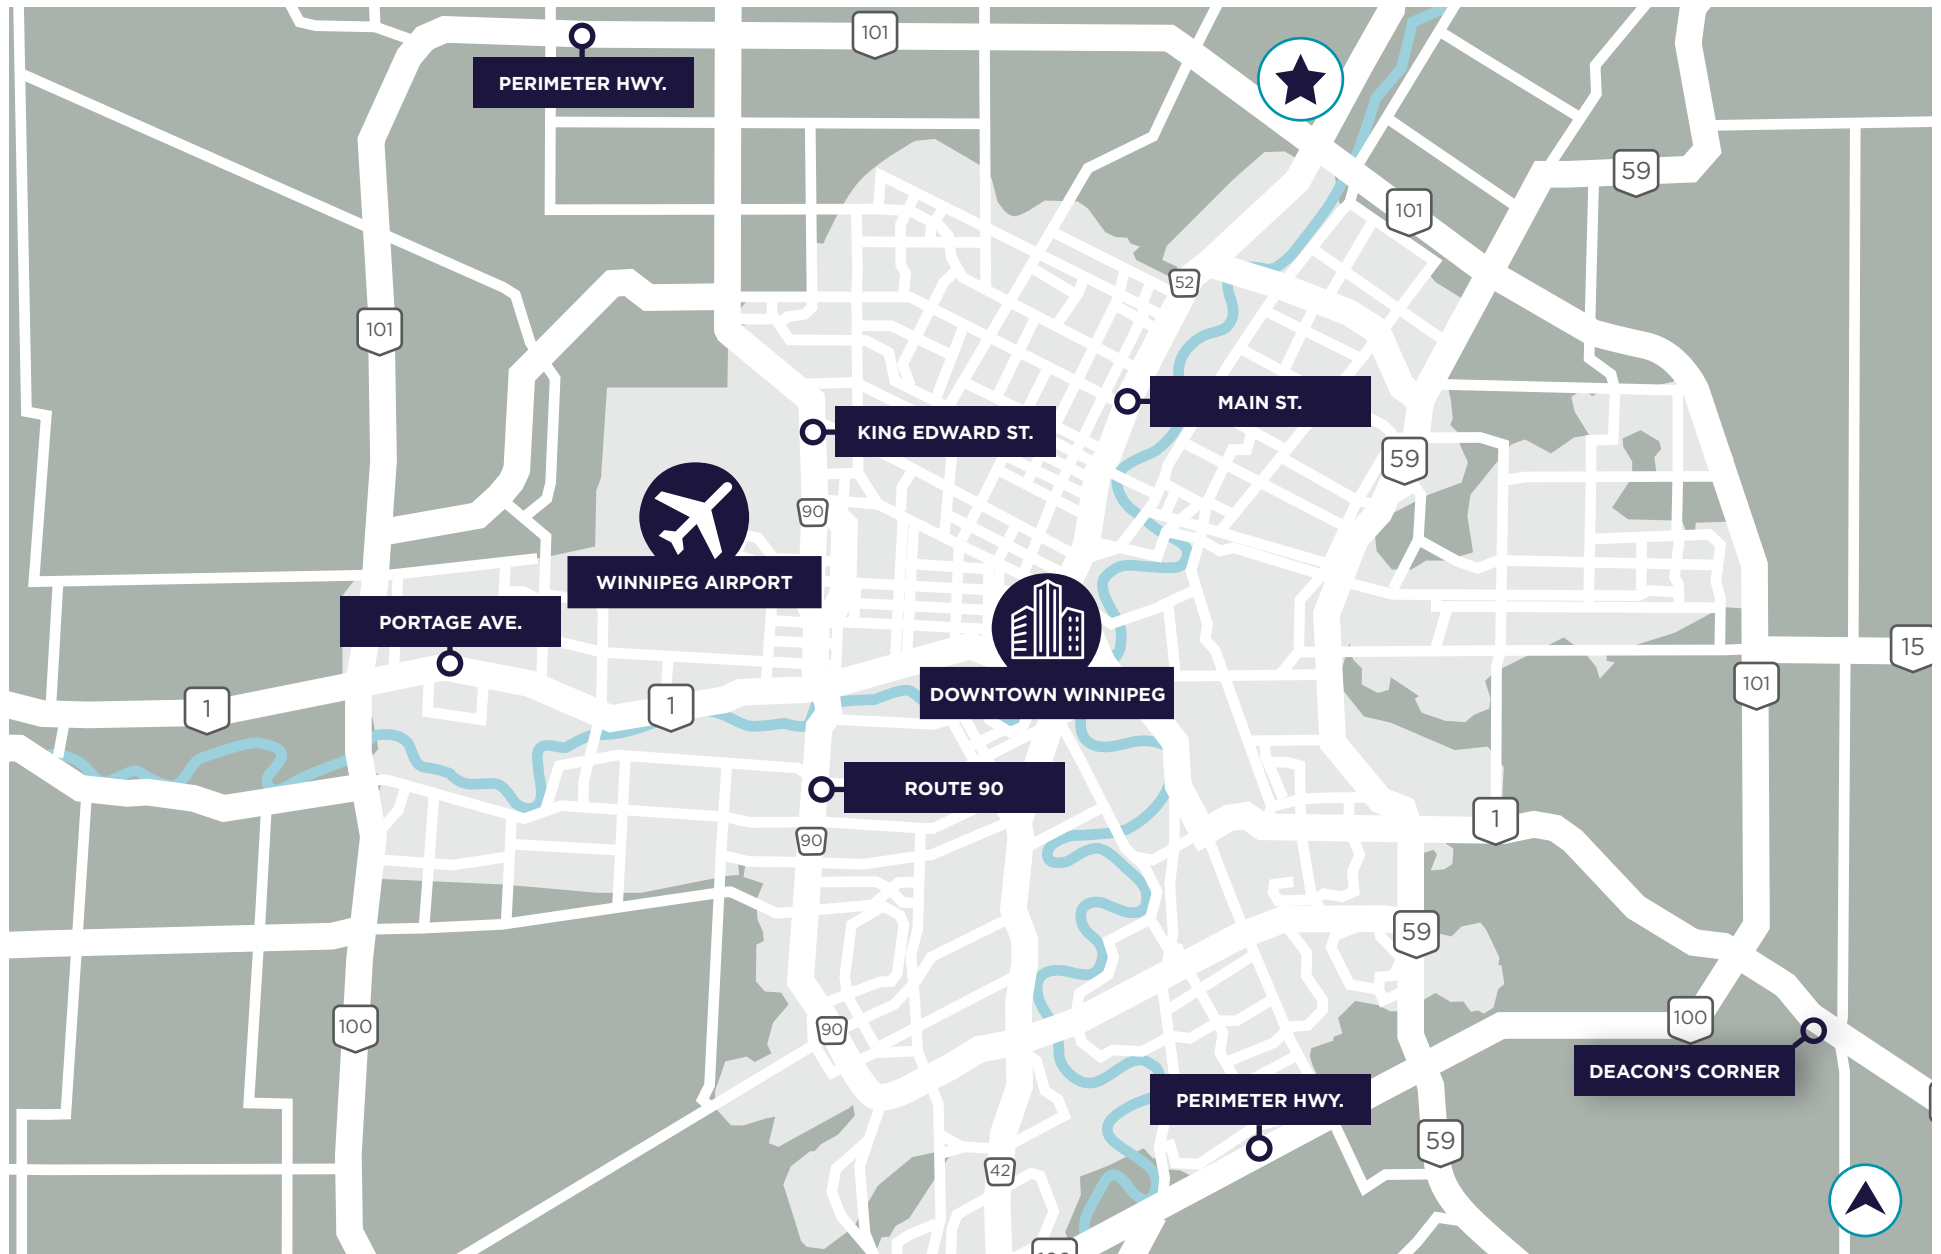 101
PERIMETER HWY.
59
101
52
101
MAIN ST.
KING EDWARD ST.
59
90
WINNIPEG AIRPORT
PORTAGE AVE.
15
101
DOWNTOWN WINNIPEG
1
1
ROUTE 90
1
90
59
100
90
100
DEACON'S CORNER
PERIMETER HWY.
59
42